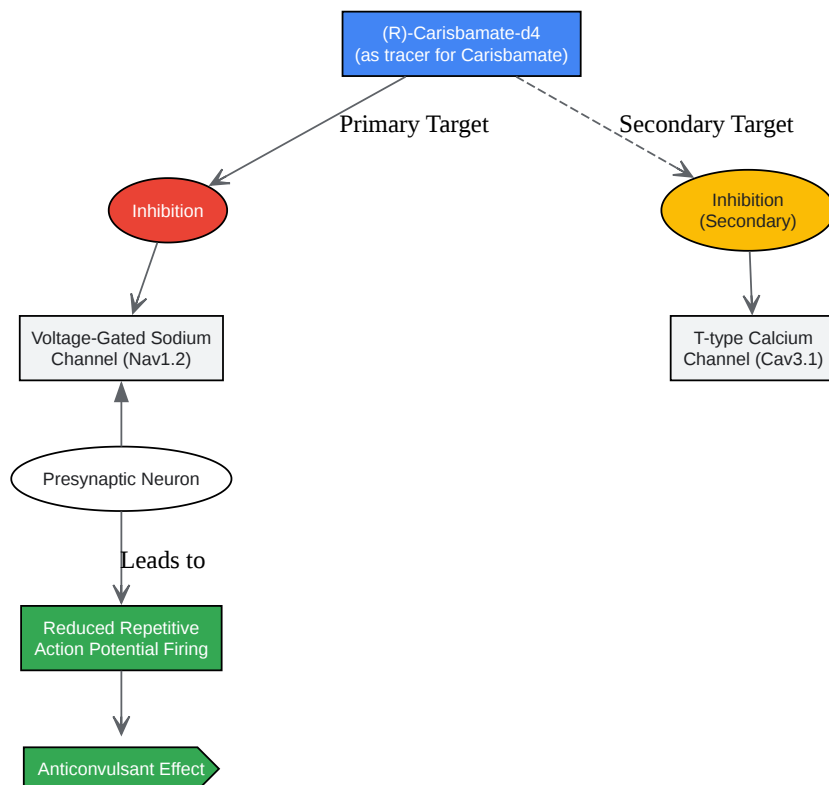 (R)-Carisbamate-d4
(as tracer for Carisbamate)
Primary Target
Secondary Target
Inhibition
Inhibition
(Secondary)
Voltage-Gated Sodium
Channel (Nav1.2)
T-type Calcium
Channel (Cav3.1)
Presynaptic Neuron
Leads to
Reduced Repetitive
Action Potential Firing
Anticonvulsant Effect